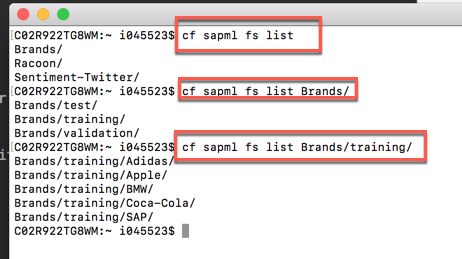 [C02R922TG8WM:~ i045523$ cf sapml fs list
Brands/
Racoon/
Sentiment-Twitter/
[C02R922TG8WM:~ i045523$ cf sapml fs list Brands/
Brands/test/
Brands/training/
Brands/validation/
[C02R922TG8WM:~ i045523$ cf sapml fs list Brands/training/
Brands/training/Adidas/
Brands/training/Apple/
Brands/training/BMW/
Brands/training/Coca-Cola/
Brands/training/SAP/
C02R922TG8WM:~ i045523$